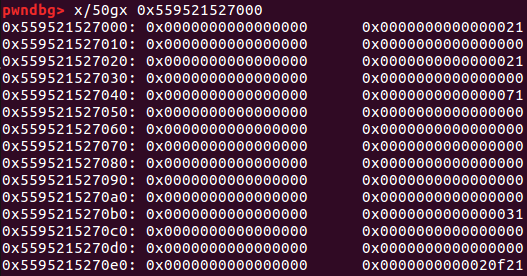 pwndbg> x/50gx 0x559521527000
0x559521527000: 0x0000000000000000 0x0000000000000021
0x559521527010: 0x0000000000000000 0x0000000000000000
0x559521527020: 0x0000000000000000 0x0000000000000021
0x559521527030: 0x0000000000000000 0x0000000000000000
0x559521527040: 0x0000000000000000 0x0000000000000071
0x559521527050: 0x0000000000000000 0x0000000000000000
0x559521527060: 0x0000000000000000 0x0000000000000000
0x559521527070: 0x0000000000000000 0x0000000000000000
0x559521527080: 0x0000000000000000 0x0000000000000000
0x559521527090: 0x0000000000000000 0x0000000000000000
0x5595215270a0: 0x0000000000000000 0x0000000000000000
0x5595215270b0: 0x0000000000000000 0x0000000000000031
0x5595215270c0: 0x0000000000000000 0x0000000000000000
0x5595215270d0: 0x0000000000000000 0x0000000000000000
0x5595215270e0: 0x0000000000000000 0x0000000000020f21